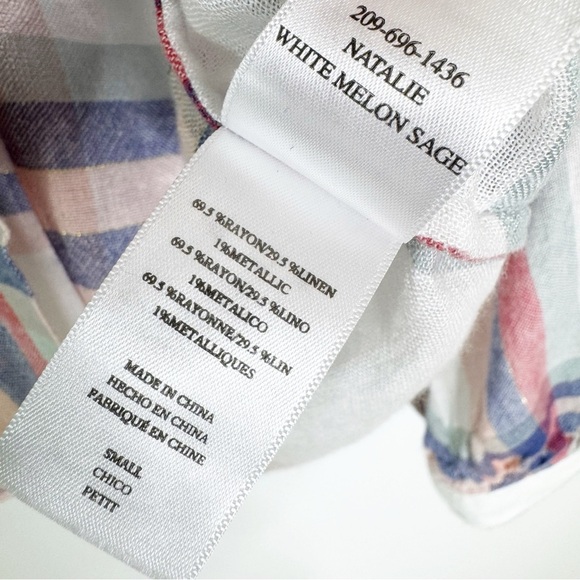 209-696-1436
NATALIE
WHITE MELON SAGE
69.5 %RAYON/29.5 %LINEN
1%METALLIC
69.5 %RAYON/29.5 %LINO
1%METALICO
69.5 %RAYONNE/29.5 %LIN
1%METALLIQUES
MADE IN CHINA
HECHO EN CHINA
FABRIQUÉ EN CHINE
SMALL
CHICO
PETIT